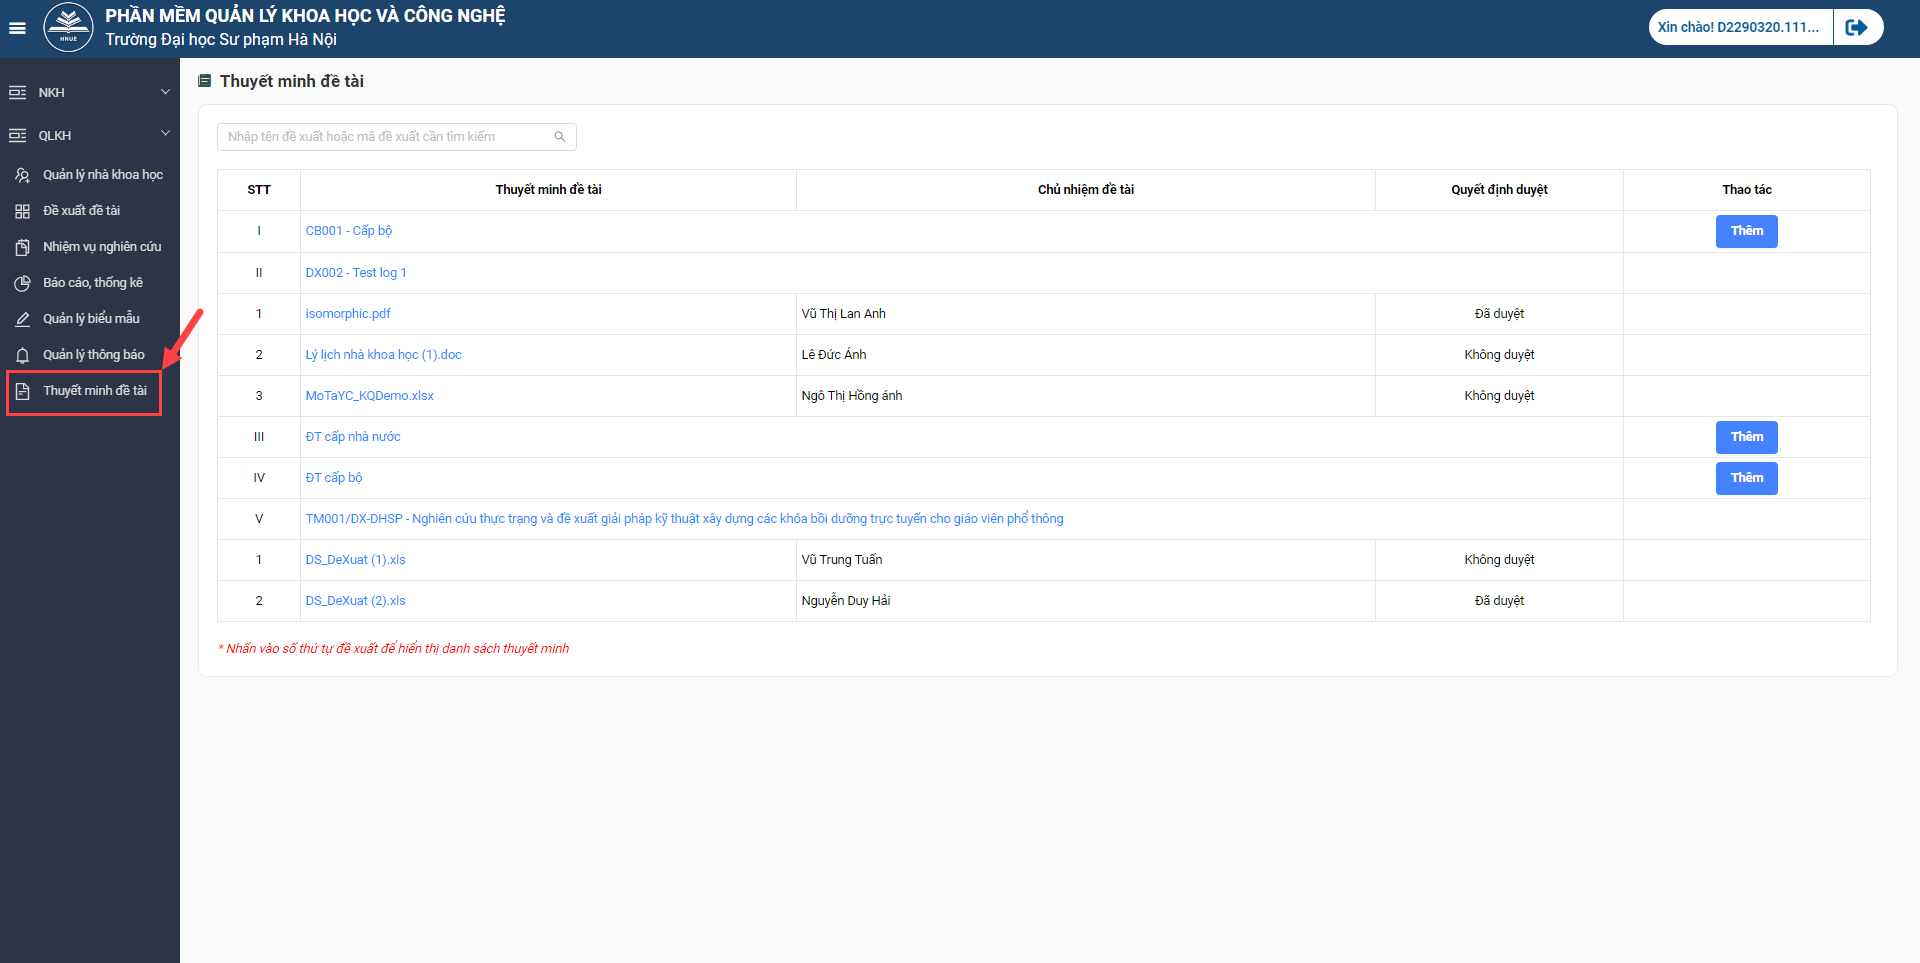 PHẦN MỀM QUẢN LÝ KHOA HỌC VÀ CÔNG NGHỆ
Trường Đại học Sư phạm Hà Nội
HNUE
Xin chào! D2290320.111...
NKH
QLKH
Quản lý nhà khoa học
Đề xuất đề tài
Nhiệm vụ nghiên cứu
Báo cáo, thống kê
Quản lý biểu mẫu
Quản lý thông báo
Thuyết minh đề tài
Thuyết minh đề tài
Nhập tên đề xuất hoặc mã đề xuất cần tìm kiếm
STT Thuyết minh đề tài Chủ nhiệm đề tài Quyết định duyệt Thao tác
I CB001 - Cấp bộ Thêm
II DX002 - Test log 1
1 isomorphic.pdf Vũ Thị Lan Anh Đã duyệt
2 Lý lịch nhà khoa học (1).doc Lê Đức Ánh Không duyệt
3 MoTaYC_KQDemo.xlsx Ngô Thị Hồng ánh Không duyệt
III ĐT cấp nhà nước Thêm
IV ĐT cấp bộ Thêm
V TM001/DX-DHSP - Nghiên cứu thực trạng và đề xuất giải pháp kỹ thuật xây dựng các khóa bồi dưỡng trực tuyến cho giáo viên phổ thông
1 DS_DeXuat (1).xls Vũ Trung Tuấn Không duyệt
2 DS_DeXuat (2).xls Nguyễn Duy Hải Đã duyệt
* Nhấn vào số thứ tự đề xuất để hiển thị danh sách thuyết minh